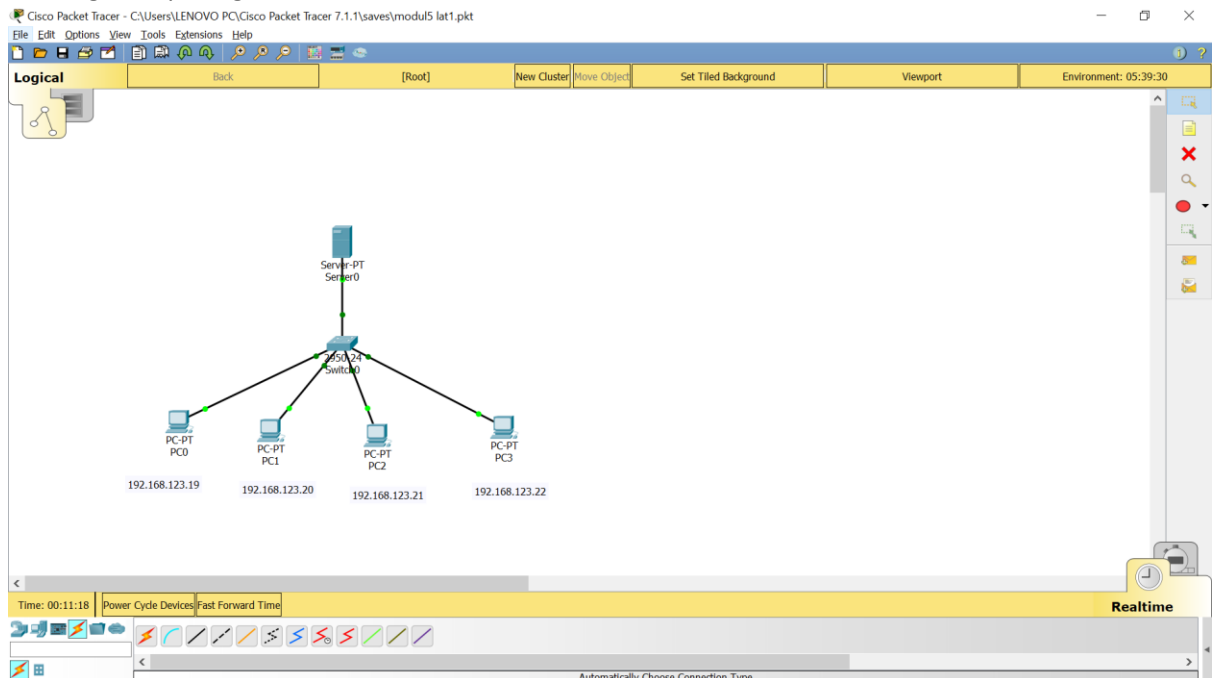 Cisco Packet Tracer - C:\Users\LENOVO PC\Cisco Packet Tracer 7.1.1\saves\modul5 lat1.pkt
File Edit Options View Tools Extensions Help
Logical Back [Root] New Cluster Move Object Set Tiled Background Viewport Environment: 05:39:30
Server-PT
Server0
2950-24
Switch0
PC-PT
PC0
PC-PT
PC1
PC-PT
PC2
PC-PT
PC3
192.168.123.19
192.168.123.20
192.168.123.21
192.168.123.22
Time: 00:11:18 Power Cycle Devices Fast Forward Time Realtime
Automatically Choose Connection Type